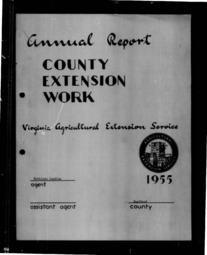 Annual Report
COUNTY
EXTENSION
WORK
Virginia Agricultural Extension Service
1955
agent
assistant agent
county